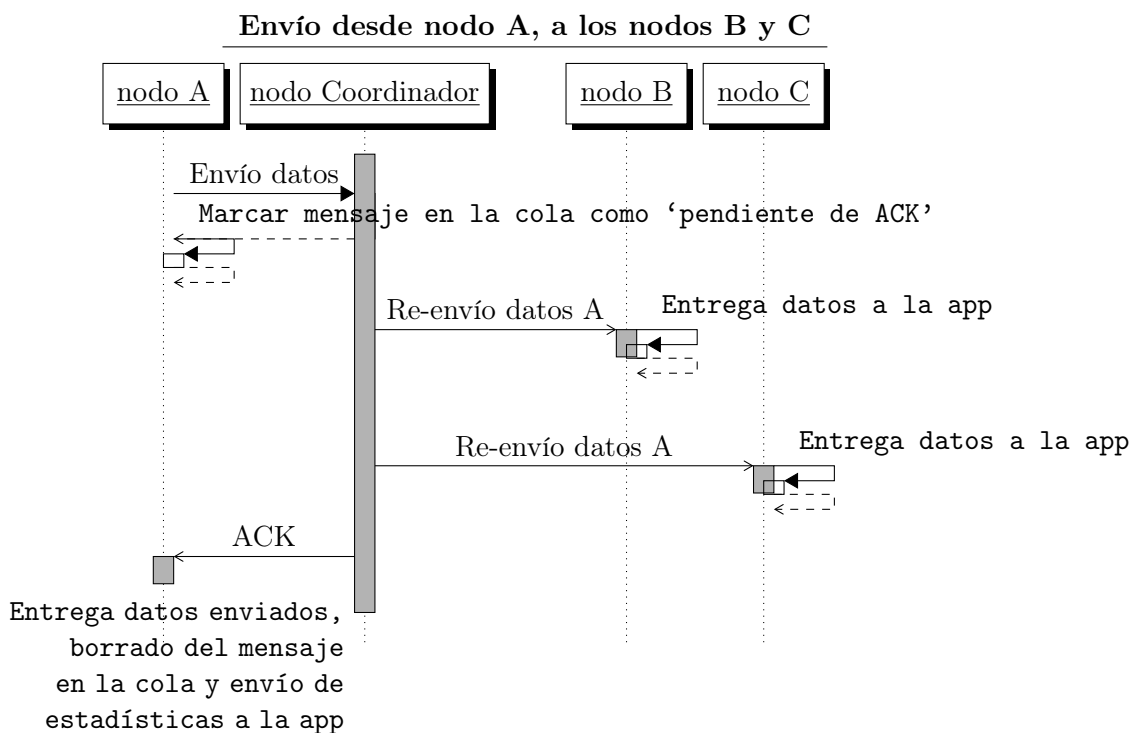 Envío desde nodo A, a los nodos B y C
nodo A
nodo Coordinador
nodo B
nodo C
Envío datos
Marcar mensaje en la cola como ‘pendiente de ACK’
Re-envío datos A
Entrega datos a la app
Re-envío datos A
Entrega datos a la app
ACK
Entrega datos enviados,
borrado del mensaje
en la cola y envío de
estadísticas a la app